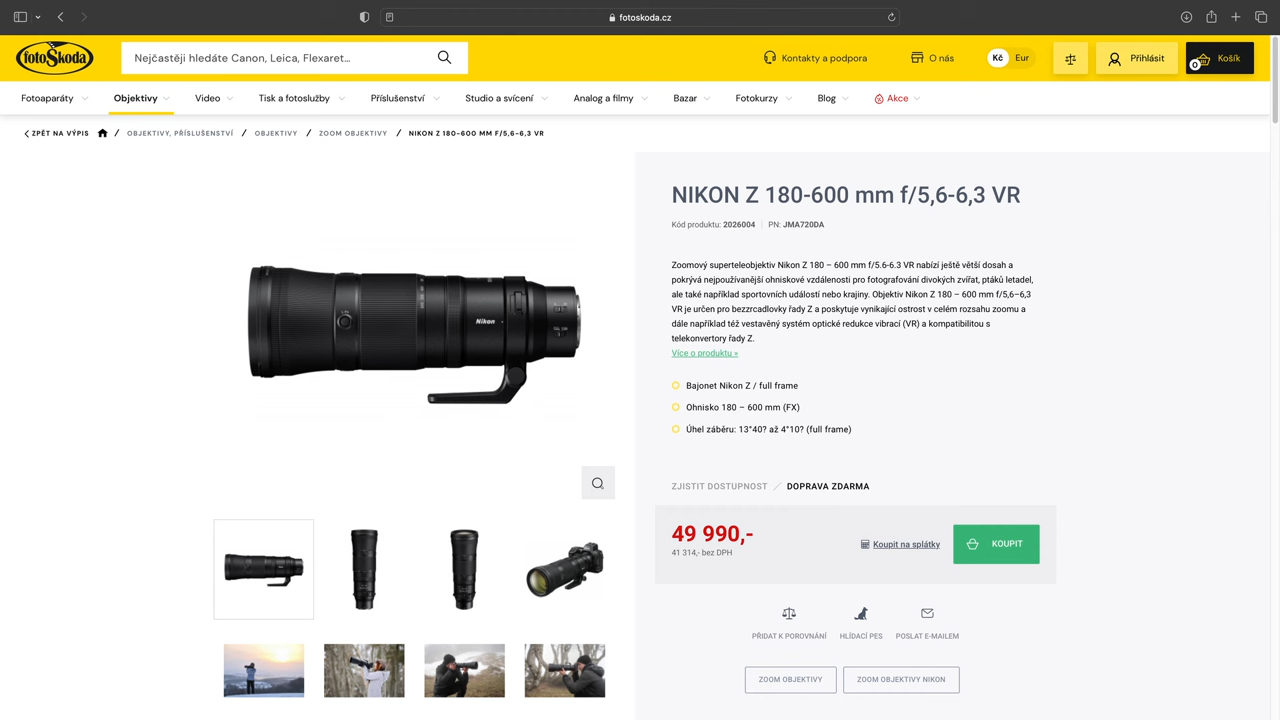 fotoskoda.cz
fotoŠkoda
Nejčastěji hledáte Canon, Leica, Flexaret...
Kontakty a podpora
O nás
Kč
Eur
Přihlásit
0
Košík
Fotoaparáty
Objektivy
Video
Tisk a fotoslužby
Příslušenství
Studio a svícení
Analog a filmy
Bazar
Fotokurzy
Blog
Akce
ZPĚT NA VÝPIS / OBJEKTIVY, PŘÍSLUŠENSTVÍ / OBJEKTIVY / ZOOM OBJEKTIVY / NIKON Z 180-600 MM F/5,6-6,3 VR
NIKON Z 180-600 mm f/5,6-6,3 VR
Kód produktu: 2026004 | PN: JMA720DA
Zoomový superteleobjektiv Nikon Z 180 – 600 mm f/5.6-6.3 VR nabízí ještě větší dosah a
pokrývá nejpoužívanější ohniskové vzdálenosti pro fotografování divokých zvířat, ptáků letadel,
ale také například sportovních událostí nebo krajiny. Objektiv Nikon Z 180 – 600 mm f/5,6–6,3
VR je určen pro bezzrcadlovky řady Z a poskytuje vynikající ostrost v celém rozsahu zoomu a
dále například též vestavěný systém optické redukce vibrací (VR) a kompatibilitou s
telekonvertory řady Z.
Více o produktu »
Bajonet Nikon Z / full frame
Ohnisko 180 – 600 mm (FX)
Úhel záběru: 13°40? až 4°10? (full frame)
Nikon
ZJISTIT DOSTUPNOST / DOPRAVA ZDARMA
49 990,-
41 314,- bez DPH
Koupit na splátky
KOUPIT
PŘIDAT K POROVNÁNÍ
HLÍDACÍ PES
POSLAT E-MAILEM
ZOOM OBJEKTIVY
ZOOM OBJEKTIVY NIKON